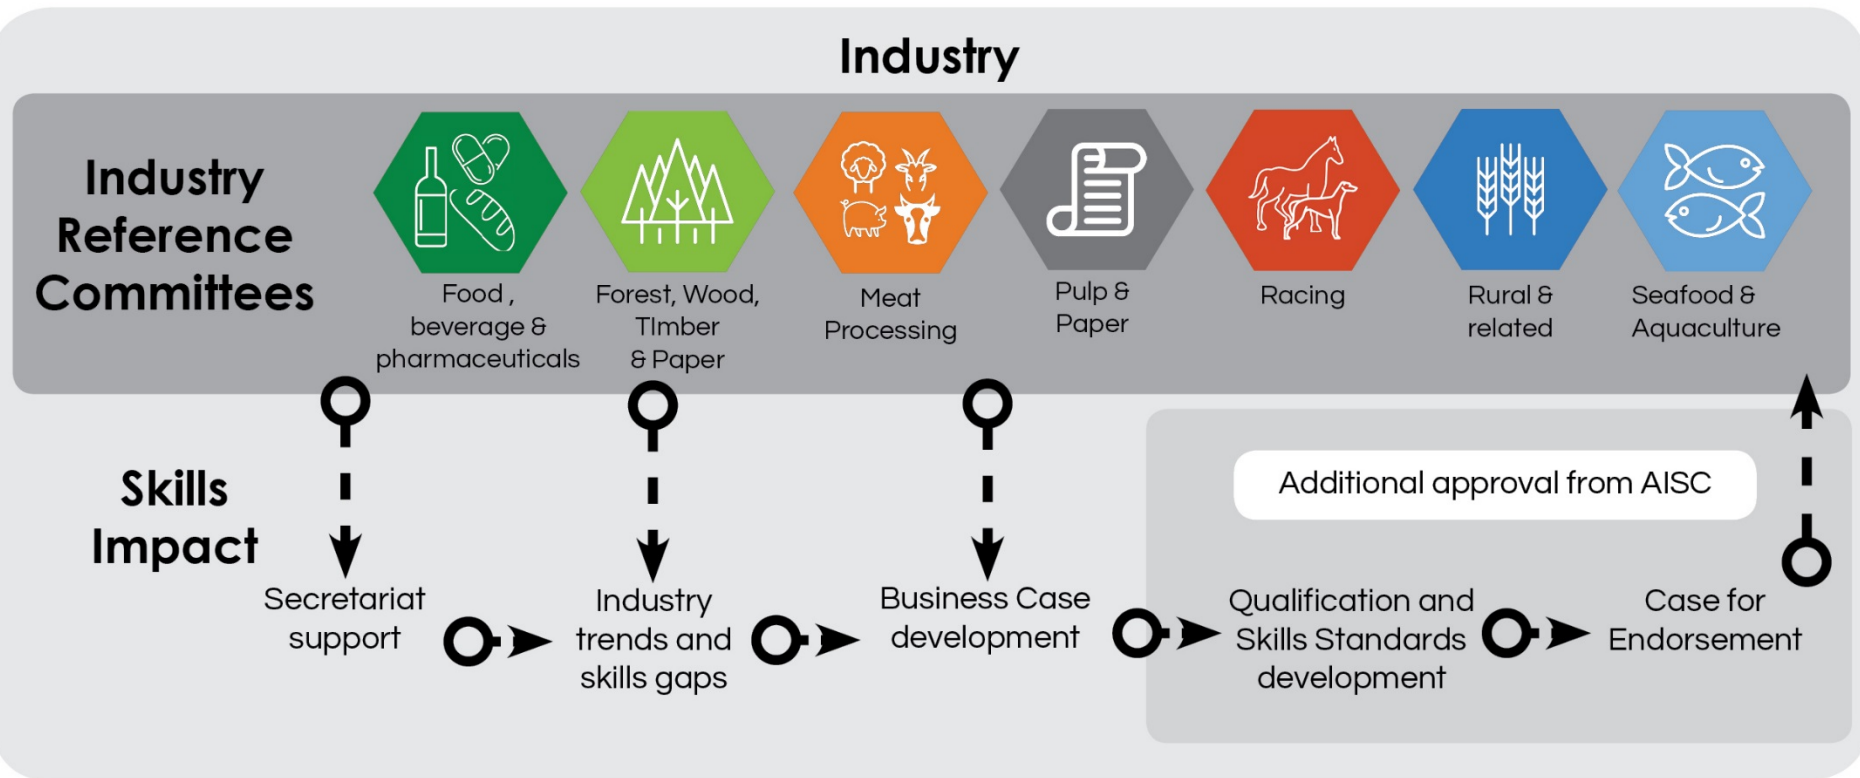 Industry
Industry
Reference
Committees
Food ,
beverage &
pharmaceuticals
Forest, Wood,
TImber
& Paper
Meat
Processing
Pulp &
Paper
Racing
Rural &
related
Seafood &
Aquaculture
Skills
Impact
Additional approval from AISC
Secretariat
support
Industry
trends and
skills gaps
Business Case
development
Qualification and
Skills Standards
development
Case for
Endorsement